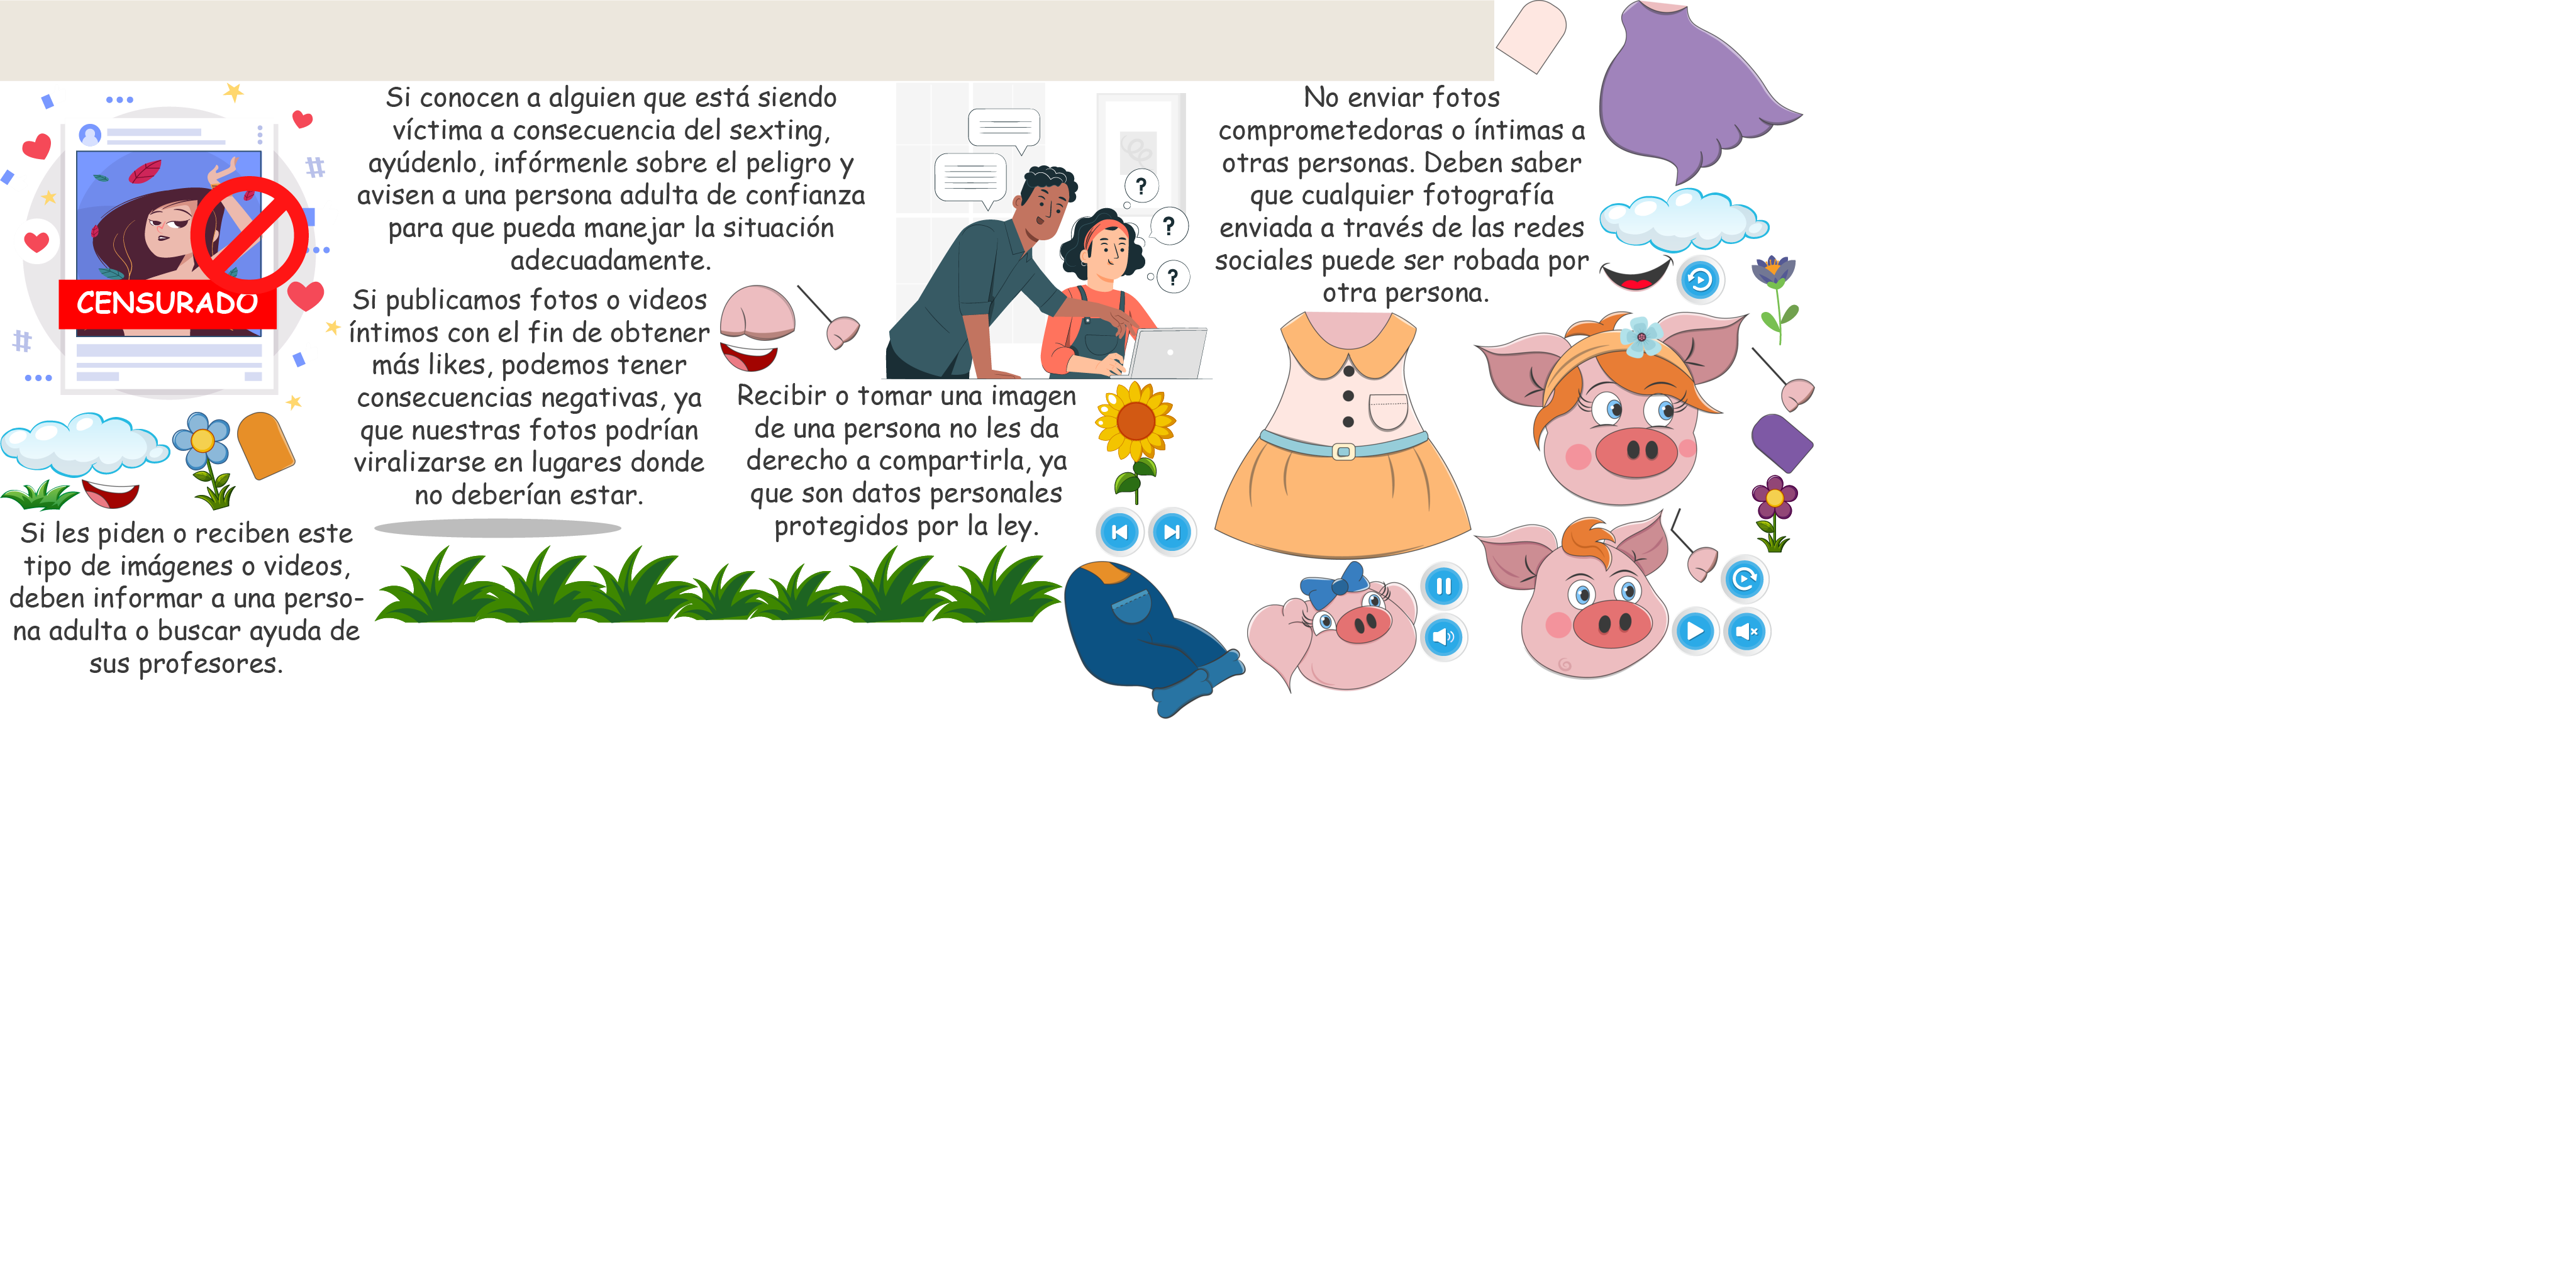 Si conocen a alguien que está siendo
víctima a consecuencia del sexting,
ayúdenlo, infórmenle sobre el peligro y
avisen a una persona adulta de confianza
para que pueda manejar la situación
adecuadamente.
No enviar fotos
comprometedoras o íntimas a
otras personas. Deben saber
que cualquier fotografía
enviada a través de las redes
sociales puede ser robada por
otra persona.
#
?
?
?
CENSURADO
#
Si publicamos fotos o videos
íntimos con el fin de obtener
más likes, podemos tener
consecuencias negativas, ya
que nuestras fotos podrían
viralizarse en lugares donde
no deberían estar.
Recibir o tomar una imagen
de una persona no les da
derecho a compartirla, ya
que son datos personales
protegidos por la ley.
Si les piden o reciben este
tipo de imágenes o videos,
deben informar a una perso-
na adulta o buscar ayuda de
sus profesores.